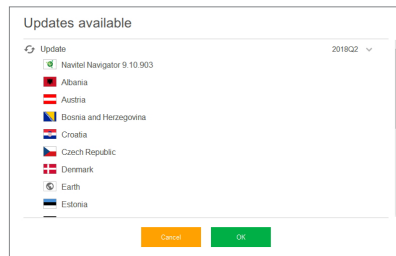 Updates available
Update 2018Q2
Navitel Navigator 9.10.903
Albania
Austria
Bosnia and Herzegovina
Croatia
Czech Republic
Denmark
Earth
Estonia
Cancel OK